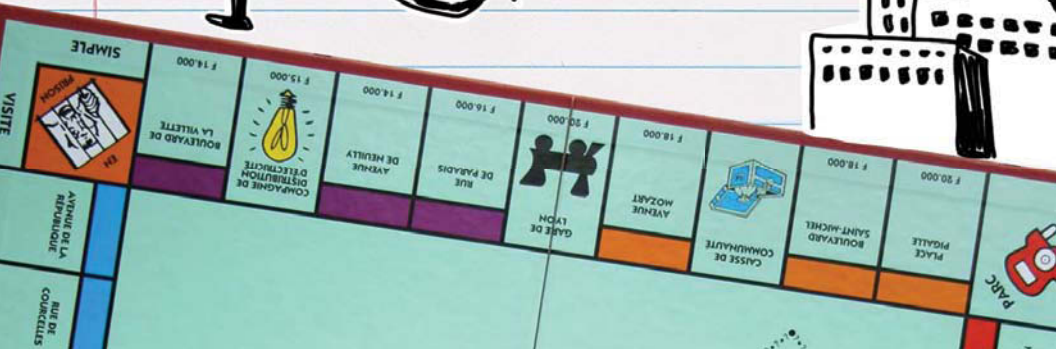 SIMPLE
VISITE
EN
PRISON
F 14.000
BOULEVARD DE
LA VILLETTE
F 15.000
COMPAGNIE DE
DISTRIBUTION
D'ÉLECTRICITÉ
F 14.000
AVENUE
DE NEUILLY
F 16.000
RUE
DE PARADIS
F 20.000
GARE DE
LYON
F 18.000
AVENUE
MOZART
CAISSE DE
COMMUNAUTÉ
F 18.000
BOULEVARD
SAINT-MICHEL
F 20.000
PLACE
PIGALLE
PARC
AVENUE DE LA
RÉPUBLIQUE
RUE DE
COURCELLES